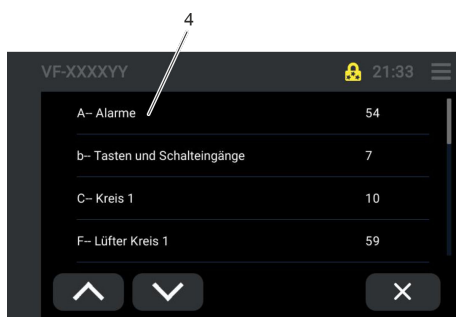 4
VF-XXXXYY 21:33
A-- Alarme 54
b-- Tasten und Schalteingänge 7
C-- Kreis 1 10
F-- Lüfter Kreis 1 59